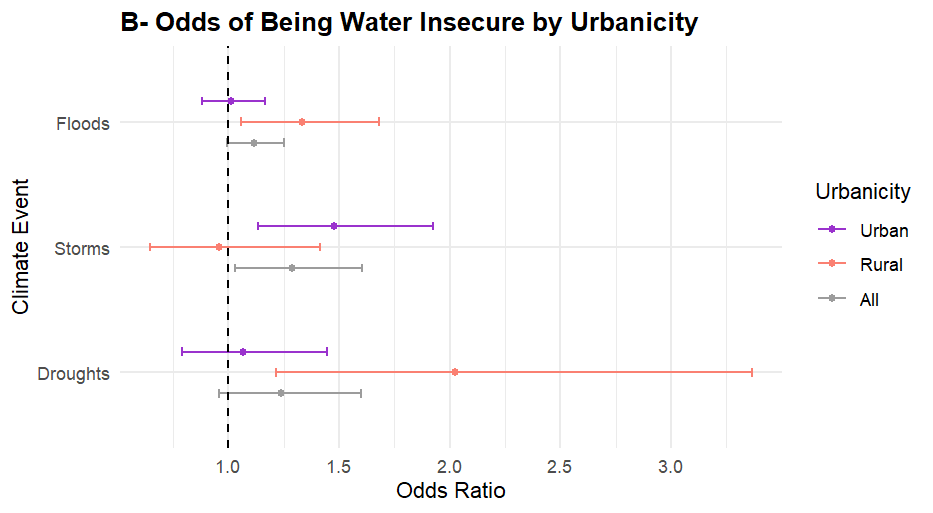 B- Odds of Being Water Insecure by Urbanicity
Climate Event
Floods
Storms
Droughts
1.0 1.5 2.0 2.5 3.0
Odds Ratio
Urbanicity
Urban
Rural
All